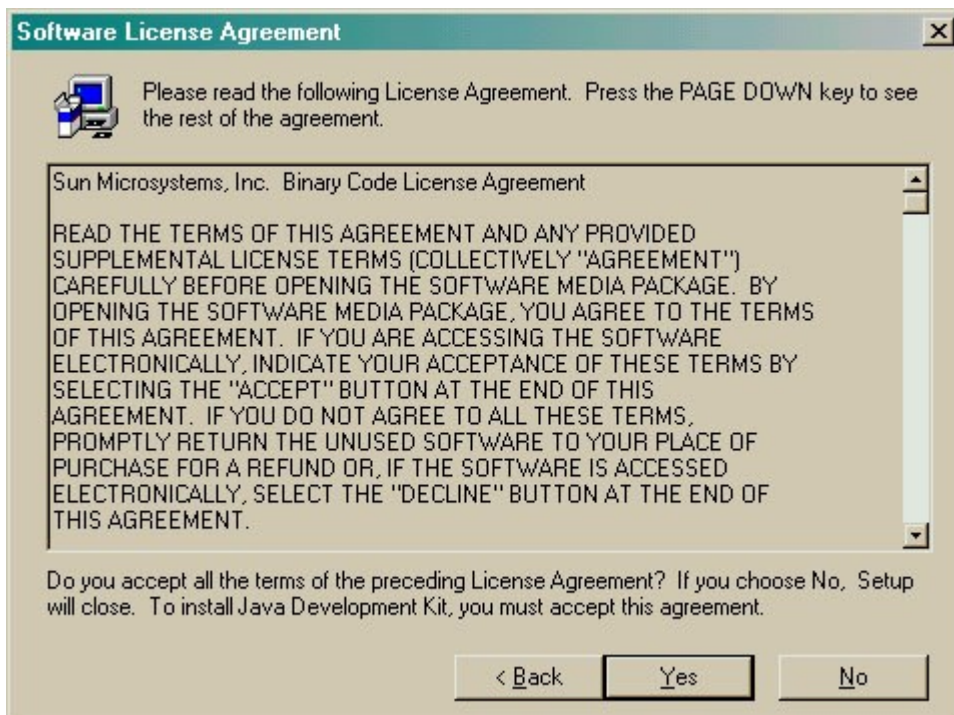 Software License Agreement
Please read the following License Agreement.  Press the PAGE DOWN key to see
the rest of the agreement.
Sun Microsystems, Inc.  Binary Code License Agreement
READ THE TERMS OF THIS AGREEMENT AND ANY PROVIDED
SUPPLEMENTAL LICENSE TERMS (COLLECTIVELY "AGREEMENT")
CAREFULLY BEFORE OPENING THE SOFTWARE MEDIA PACKAGE.  BY
OPENING THE SOFTWARE MEDIA PACKAGE, YOU AGREE TO THE TERMS
OF THIS AGREEMENT.  IF YOU ARE ACCESSING THE SOFTWARE
ELECTRONICALLY, INDICATE YOUR ACCEPTANCE OF THESE TERMS BY
SELECTING THE "ACCEPT" BUTTON AT THE END OF THIS
AGREEMENT.  IF YOU DO NOT AGREE TO ALL THESE TERMS,
PROMPTLY RETURN THE UNUSED SOFTWARE TO YOUR PLACE OF
PURCHASE FOR A REFUND OR, IF THE SOFTWARE IS ACCESSED
ELECTRONICALLY, SELECT THE "DECLINE" BUTTON AT THE END OF
THIS AGREEMENT.
Do you accept all the terms of the preceding License Agreement?  If you choose No,  Setup
will close.  To install Java Development Kit, you must accept this agreement.
< Back
Yes
No